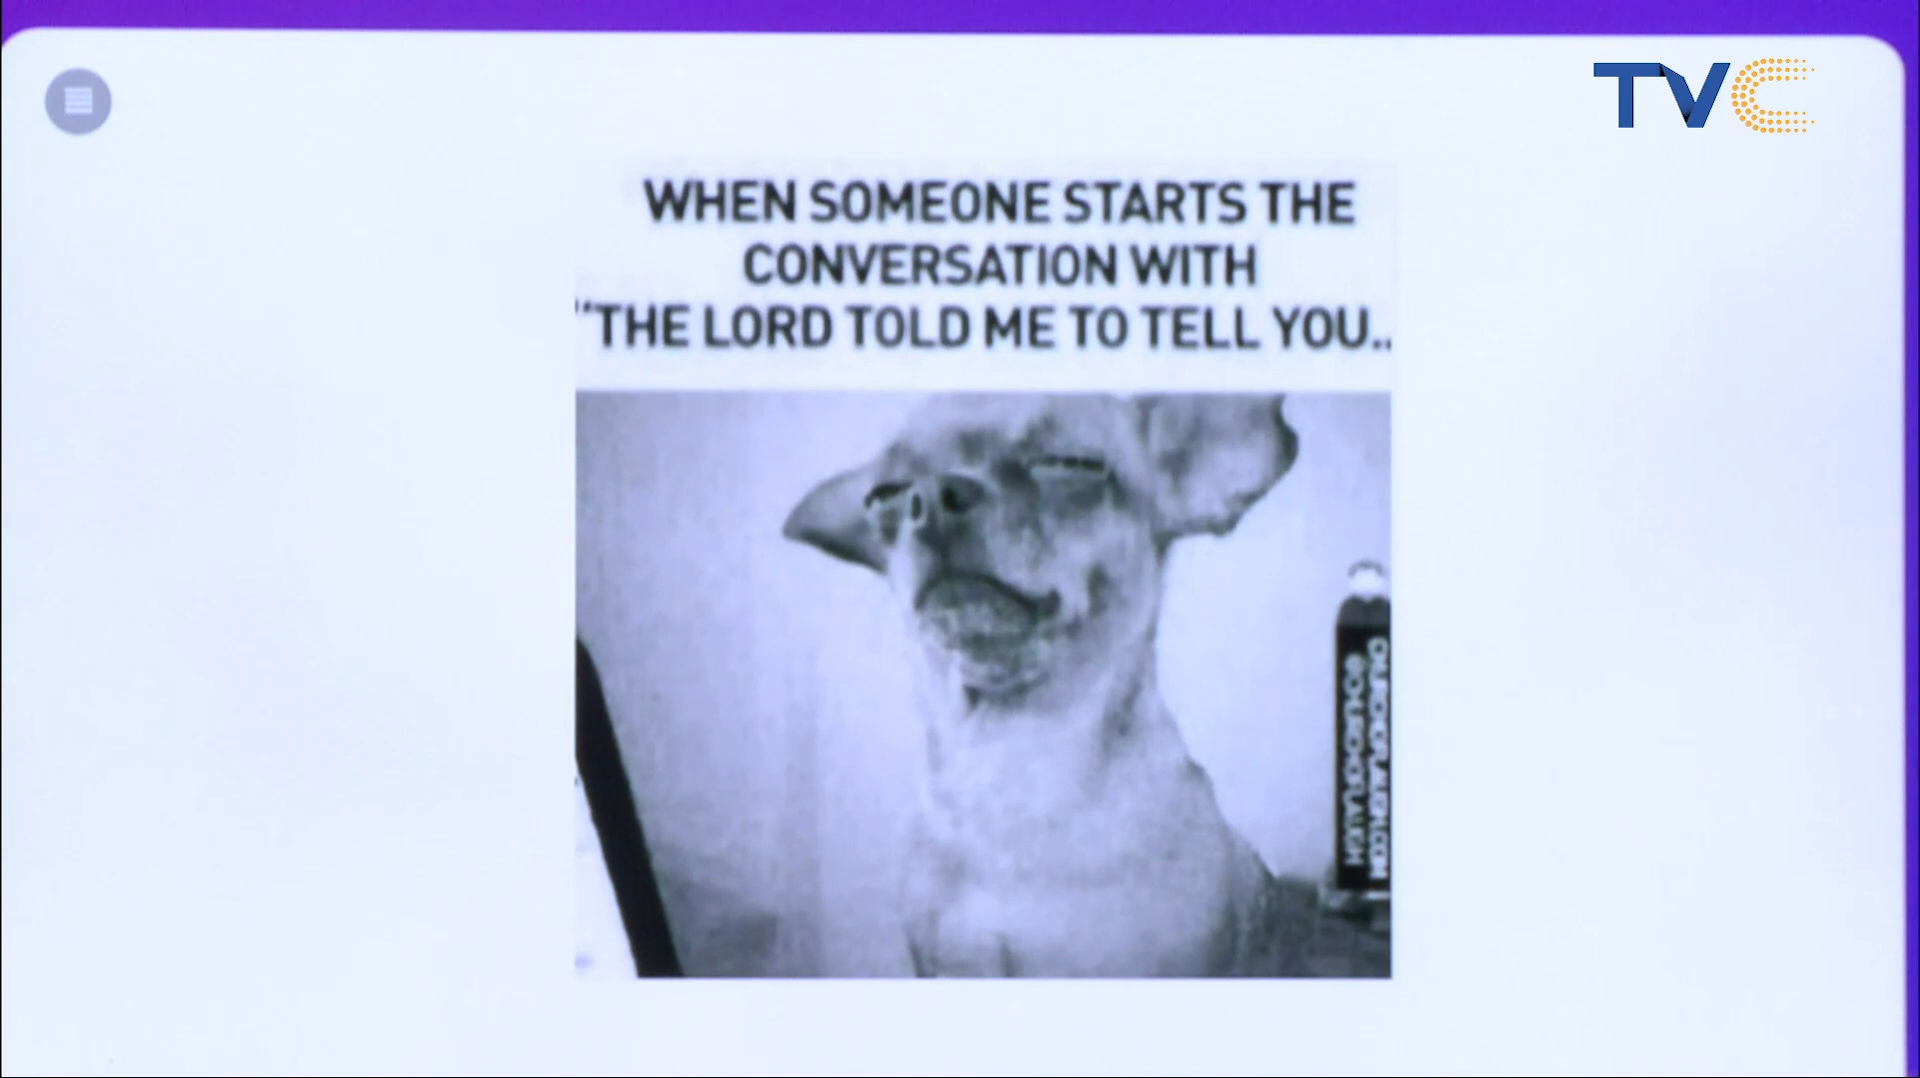 TVC
WHEN SOMEONE STARTS THE
CONVERSATION WITH
"THE LORD TOLD ME TO TELL YOU..